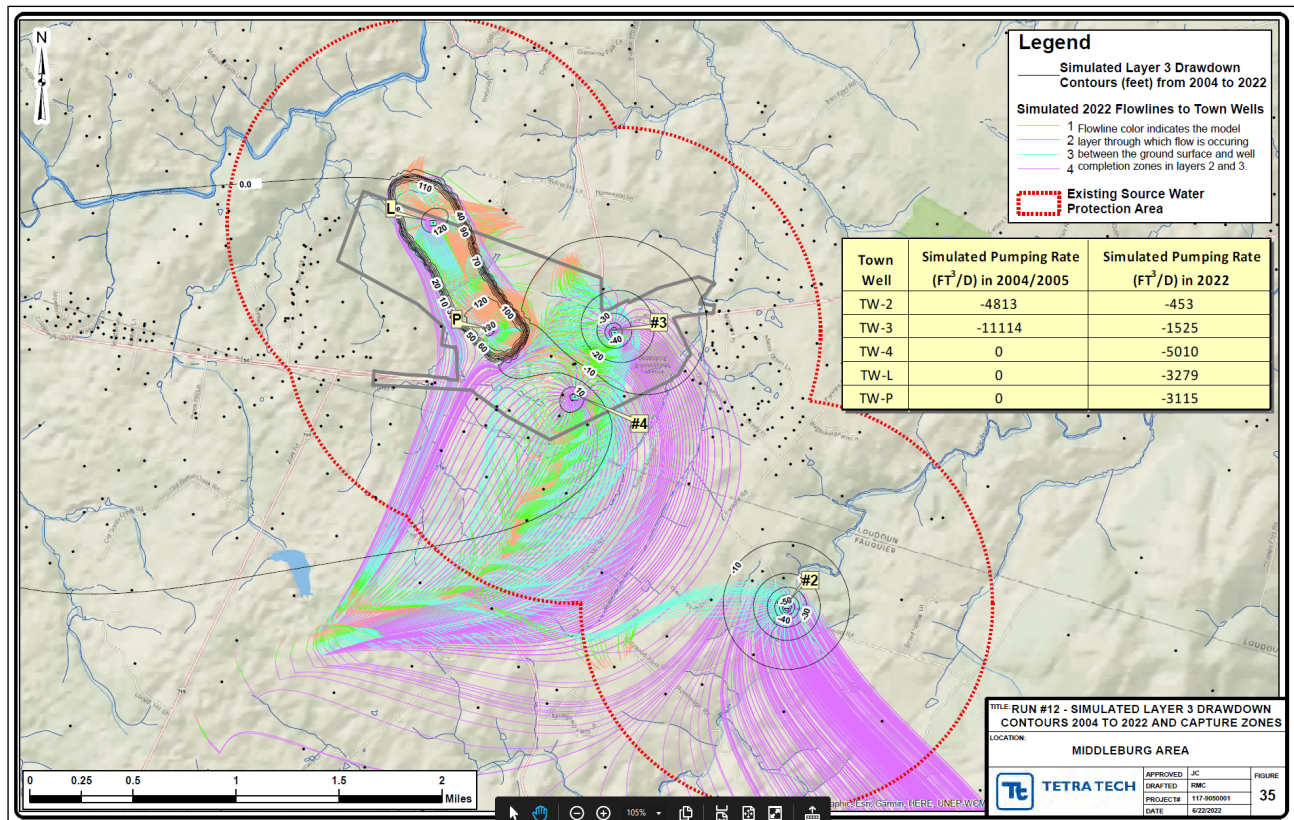 N
Legend
Simulated Layer 3 Drawdown
Contours (feet) from 2004 to 2022
Simulated 2022 Flowlines to Town Wells
1 Flowline color indicates the model
2 layer through which flow is occuring
3 between the ground surface and well
4 completion zones in layers 2 and 3.
Existing Source Water
Protection Area
Town Well
Simulated Pumping Rate (FT³/D) in 2004/2005
Simulated Pumping Rate (FT³/D) in 2022
TW-2 -4813 -453
TW-3 -11114 -1525
TW-4 0 -5010
TW-L 0 -3279
TW-P 0 -3115
0.0
110
L
40
90
120
70
20
10
120
100
P
50
60
-30
#3
-40
-20
-10
10
#4
LOUDOUN
FAUQUIER
-10
#2
-50
-30
-40
LOUDOUN
719
0 0.25 0.5 1 1.5 2
Miles
TITLE: RUN #12 - SIMULATED LAYER 3 DRAWDOWN
CONTOURS 2004 TO 2022 AND CAPTURE ZONES
LOCATION:
MIDDLEBURG AREA
Tt TETRA TECH
APPROVED JC
DRAFTED RMC
PROJECT# 117-9050001
DATE 6/22/2022
FIGURE
35
105%
Esri, Garmin, HERE, UNEP-WCM